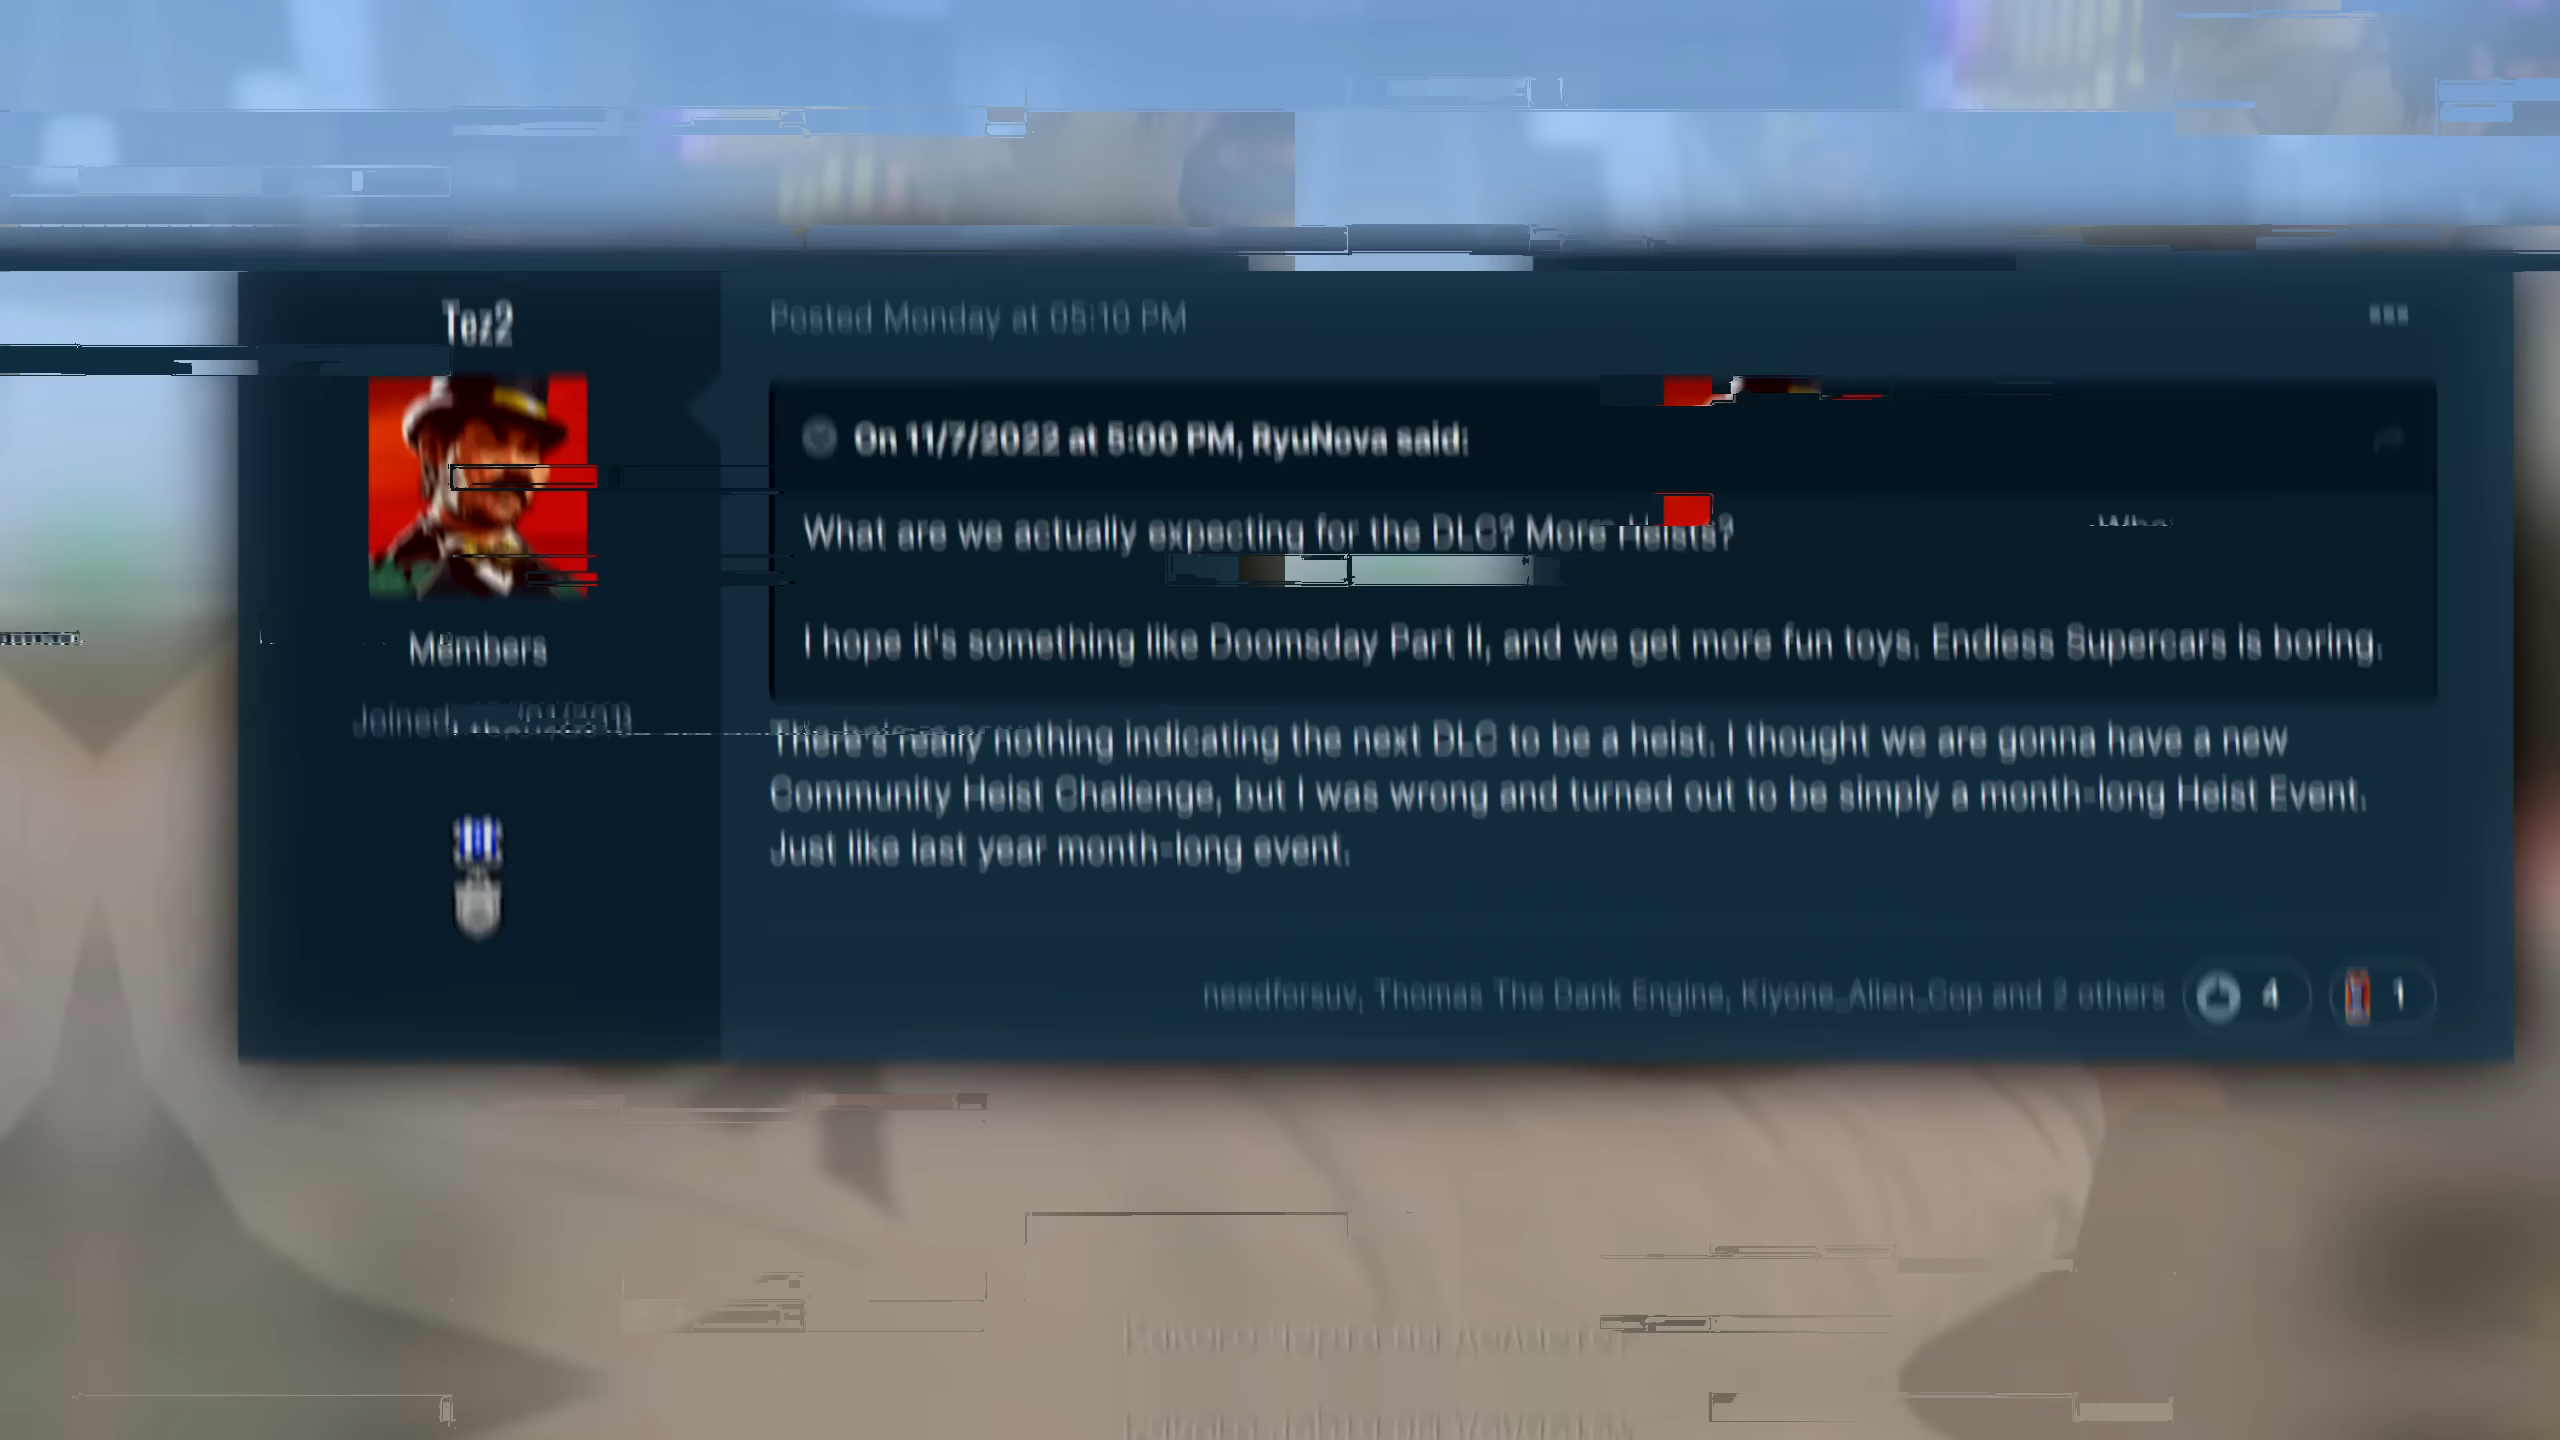 Tez2
Members
Joined
Posted Monday at 05:10 PM
On 11/7/2022 at 5:00 PM, RyuNova said:
What are we actually expecting for the DLC? More Heists?
I hope it's something like Doomsday Part II, and we get more fun toys. Endless Supercars is boring.
There's really nothing indicating the next DLC to be a heist. I thought we are gonna have a new
Community Heist Challenge, but I was wrong and turned out to be simply a month-long Heist Event.
Just like last year month-long event.
needforsuv, Thomas The Dank Engine, Kiyone_Alien_Cop and 2 others
4
1